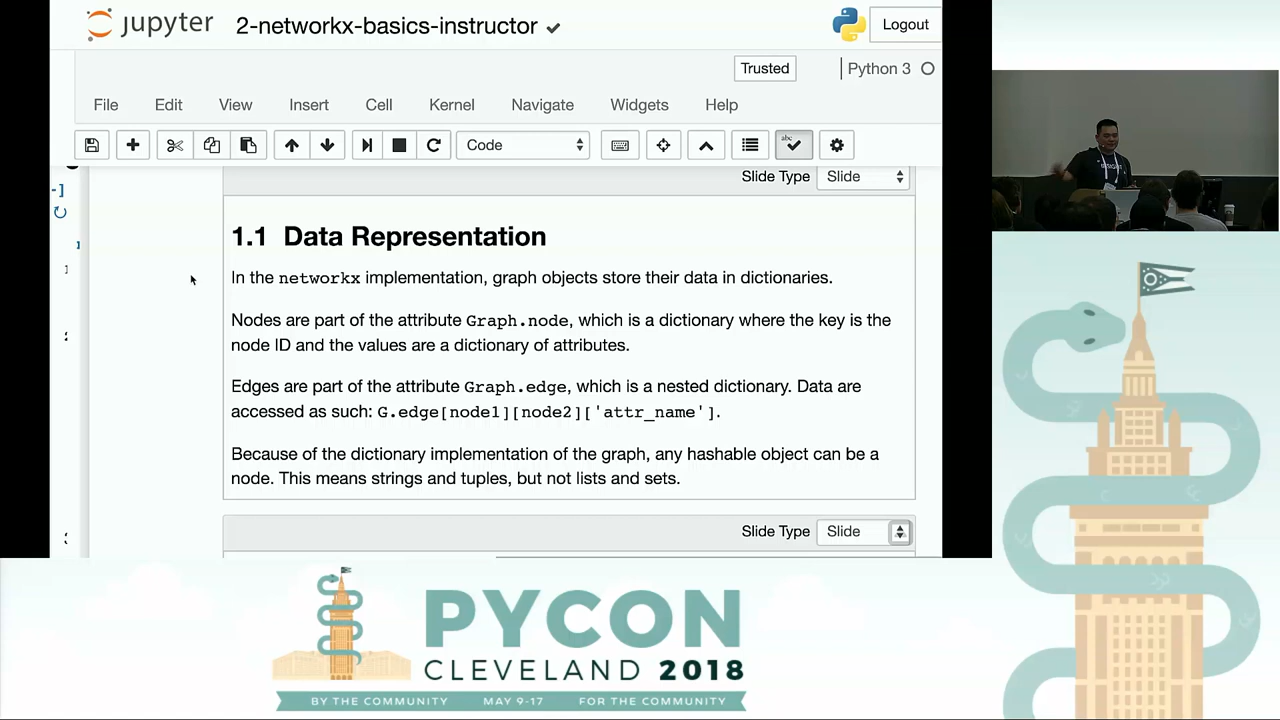 jupyter 2-networkx-basics-instructor
Logout
Trusted
Python 3
File Edit View Insert Cell Kernel Navigate Widgets Help
Code
Slide Type Slide
1.1 Data Representation
In the networkx implementation, graph objects store their data in dictionaries.
Nodes are part of the attribute Graph.node, which is a dictionary where the key is the
node ID and the values are a dictionary of attributes.
Edges are part of the attribute Graph.edge, which is a nested dictionary. Data are
accessed as such: G.edge[node1][node2]['attr_name'].
Because of the dictionary implementation of the graph, any hashable object can be a
node. This means strings and tuples, but not lists and sets.
Slide Type Slide
PYCON
CLEVELAND 2018
BY THE COMMUNITY MAY 9-17 FOR THE COMMUNITY